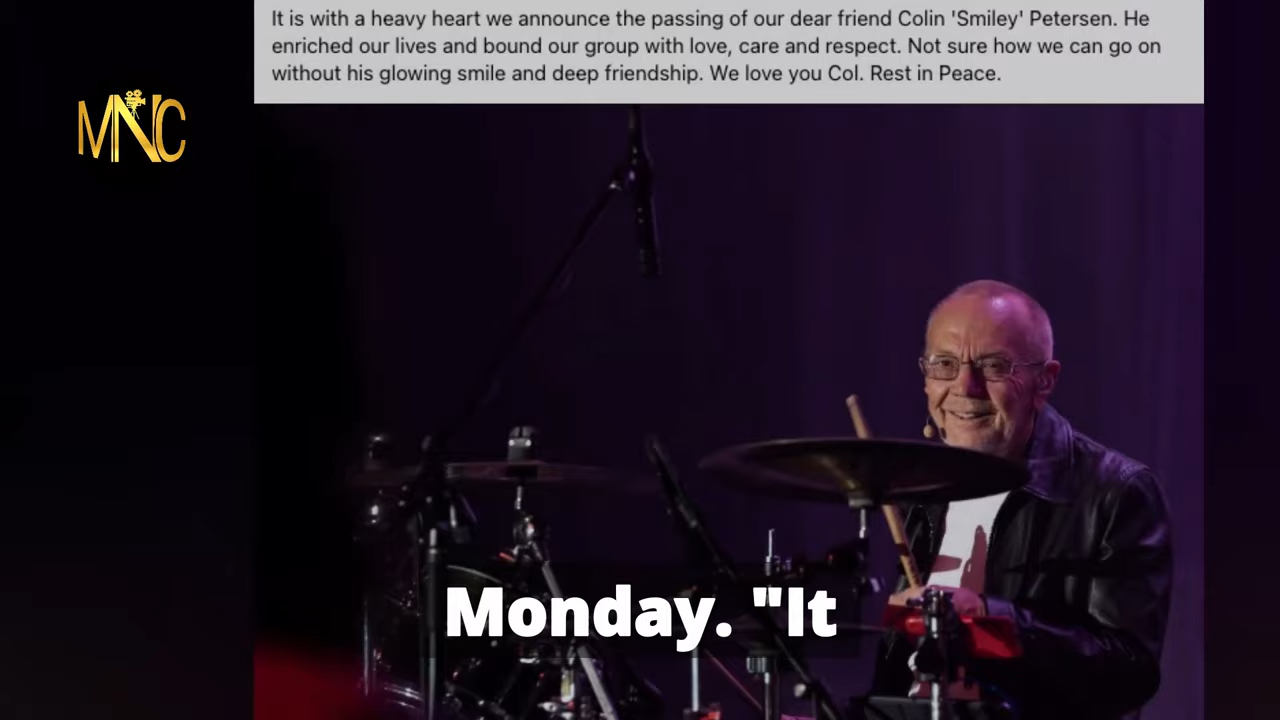 It is with a heavy heart we announce the passing of our dear friend Colin 'Smiley' Petersen. He
enriched our lives and bound our group with love, care and respect. Not sure how we can go on
without his glowing smile and deep friendship. We love you Col. Rest in Peace.
MNC
Monday. "It